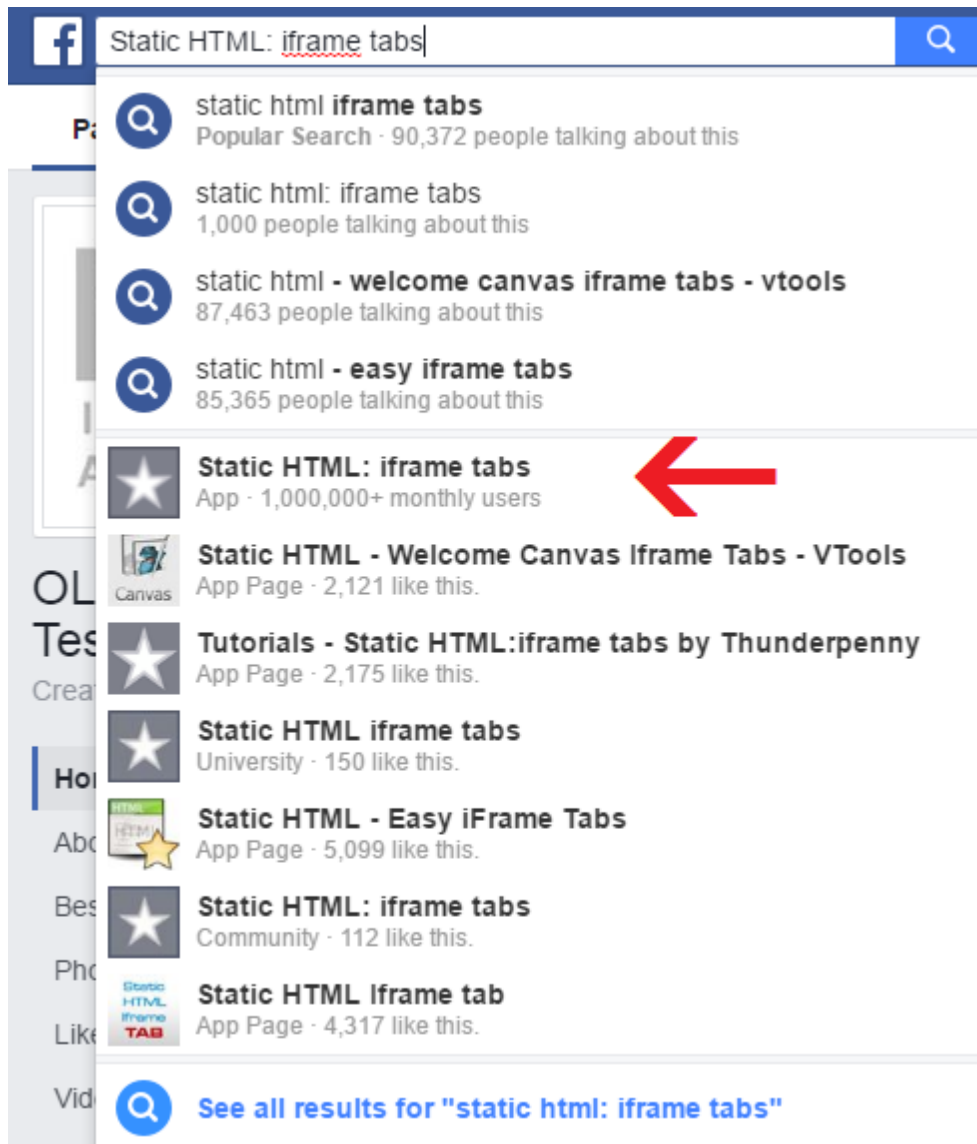 f
Static HTML: iframe tabs
static html iframe tabs
Popular Search · 90,372 people talking about this
static html: iframe tabs
1,000 people talking about this
static html - welcome canvas iframe tabs - vtools
87,463 people talking about this
static html - easy iframe tabs
85,365 people talking about this
Static HTML: iframe tabs
App · 1,000,000+ monthly users
Static HTML - Welcome Canvas Iframe Tabs - VTools
App Page · 2,121 like this.
Canvas
Tutorials - Static HTML:iframe tabs by Thunderpenny
App Page · 2,175 like this.
Static HTML iframe tabs
University · 150 like this.
Static HTML - Easy iFrame Tabs
App Page · 5,099 like this.
HTML
HTML
Static HTML: iframe tabs
Community · 112 like this.
Static HTML Iframe tab
App Page · 4,317 like this.
Static
HTML
Iframe
TAB
See all results for "static html: iframe tabs"
OL
Tes
Crea